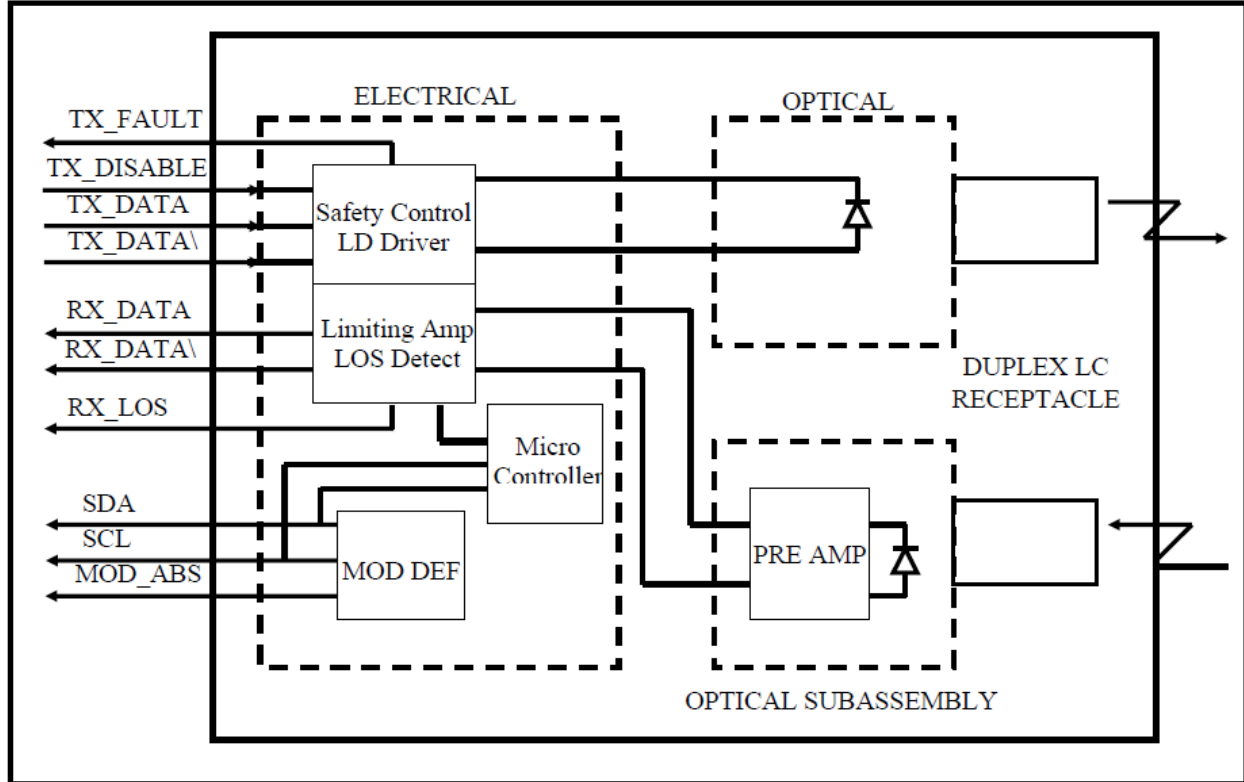 ELECTRICAL
OPTICAL
TX_FAULT
TX_DISABLE
TX_DATA
TX_DATA\
Safety Control
LD Driver
RX_DATA
RX_DATA\
Limiting Amp
LOS Detect
DUPLEX LC
RECEPTACLE
RX_LOS
Micro
Controller
SDA
SCL
MOD_ABS
MOD DEF
PRE AMP
OPTICAL SUBASSEMBLY